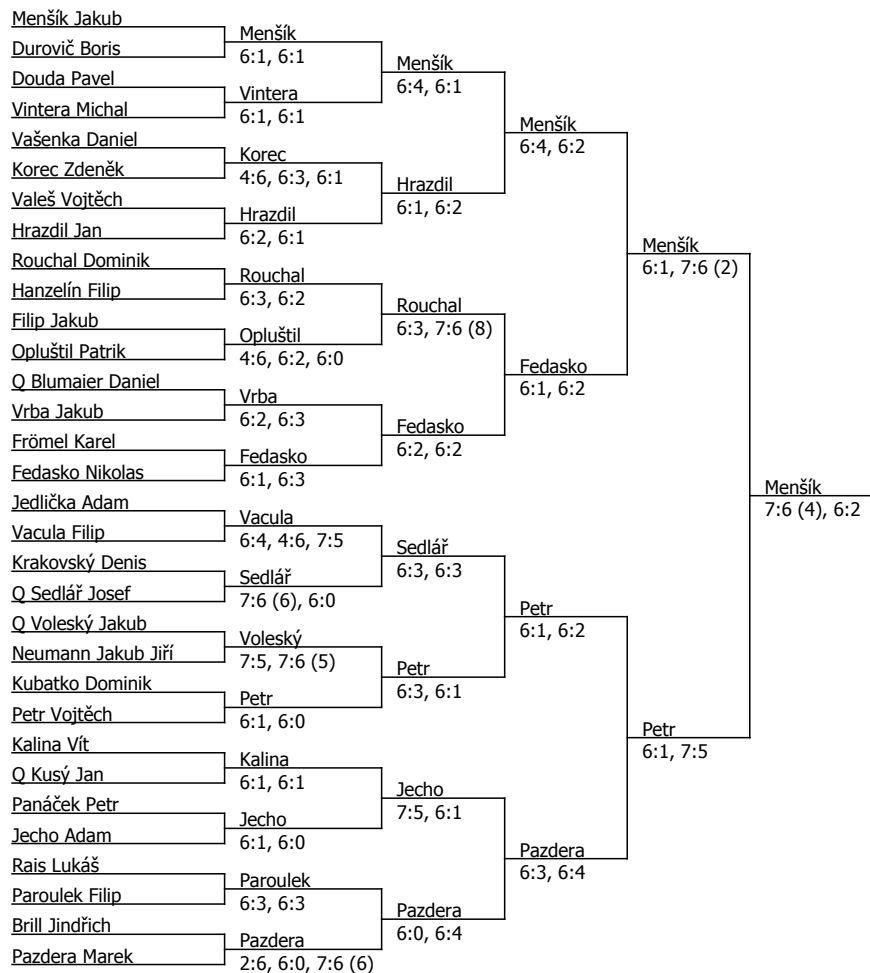 Menšík Jakub
Durovič Boris
Douda Pavel
Vintera Michal
Vašenka Daniel
Korec Zdeněk
Valeš Vojtěch
Hrazdil Jan
Rouchal Dominik
Hanzelín Filip
Filip Jakub
Opluštil Patrik
Q Blumaier Daniel
Vrba Jakub
Frömel Karel
Fedasko Nikolas
Jedlička Adam
Vacula Filip
Krakovský Denis
Q Sedlář Josef
Q Voleský Jakub
Neumann Jakub Jiří
Kubatko Dominik
Petr Vojtěch
Kalina Vít
Q Kusý Jan
Panáček Petr
Jecho Adam
Rais Lukáš
Paroulek Filip
Brill Jindřich
Pazdera Marek
Menšík
6:1, 6:1
Vintera
6:1, 6:1
Korec
4:6, 6:3, 6:1
Hrazdil
6:2, 6:1
Rouchal
6:3, 6:2
Opluštil
4:6, 6:2, 6:0
Vrba
6:2, 6:3
Fedasko
6:1, 6:3
Vacula
6:4, 4:6, 7:5
Sedlář
7:6 (6), 6:0
Voleský
7:5, 7:6 (5)
Petr
6:1, 6:0
Kalina
6:1, 6:1
Jecho
6:1, 6:0
Paroulek
6:3, 6:3
Pazdera
2:6, 6:0, 7:6 (6)
Menšík
6:4, 6:1
Hrazdil
6:1, 6:2
Rouchal
6:3, 7:6 (8)
Fedasko
6:2, 6:2
Sedlář
6:3, 6:3
Petr
6:3, 6:1
Jecho
7:5, 6:1
Pazdera
6:0, 6:4
Menšík
6:4, 6:2
Fedasko
6:1, 6:2
Petr
6:1, 6:2
Pazdera
6:3, 6:4
Menšík
6:1, 7:6 (2)
Petr
6:1, 7:5
Menšík
7:6 (4), 6:2